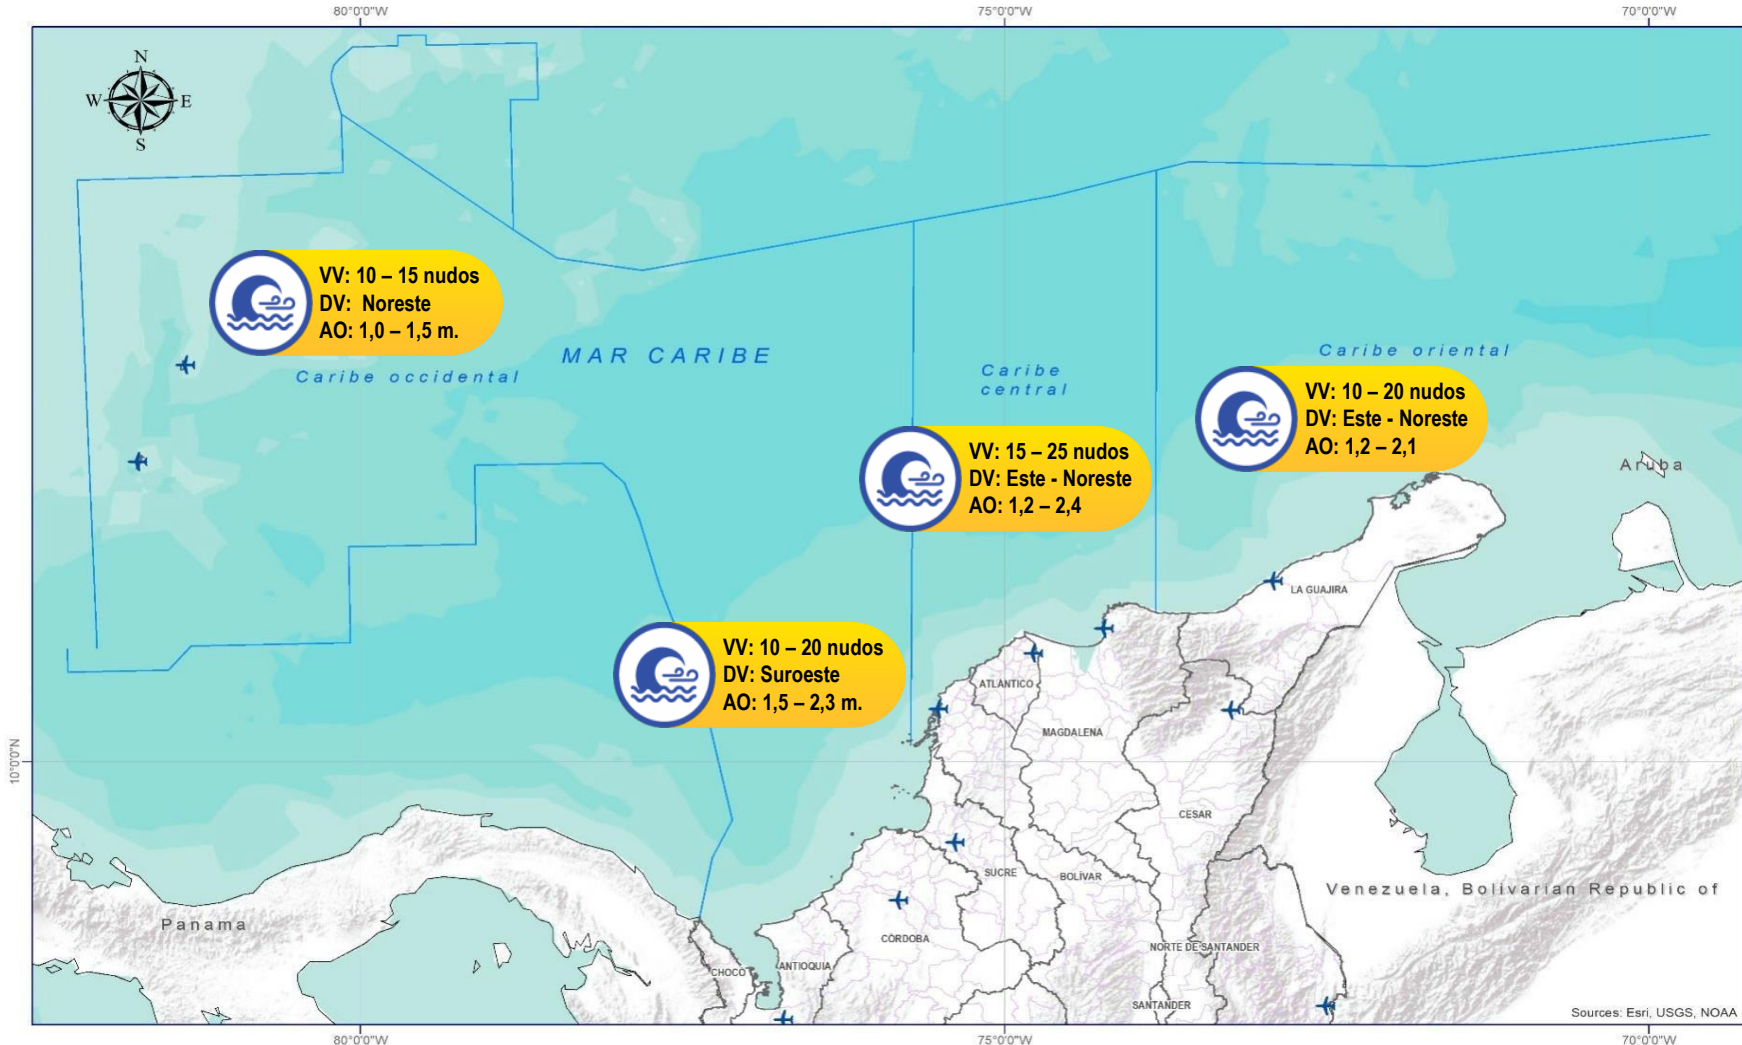 80°0'0"W
75°0'0"W
70°0'0"W
N
W
E
S
VV: 10 – 15 nudos
DV: Noreste
AO: 1,0 – 1,5 m.
MAR CARIBE
Caribe occidental
Caribe
central
Caribe oriental
VV: 10 – 20 nudos
DV: Este - Noreste
AO: 1,2 – 2,1
VV: 15 – 25 nudos
DV: Este - Noreste
AO: 1,2 – 2,4
Aruba
LA GUAJIRA
VV: 10 – 20 nudos
DV: Suroeste
AO: 1,5 – 2,3 m.
ATLÁNTICO
MAGDALENA
10°0'0"N
CESAR
SUCRE
BOLÍVAR
Venezuela, Bolivarian Republic of
Panama
CÓRDOBA
NORTE DE SANTANDER
CHOCÓ
ANTIOQUIA
SANTANDER
Sources: Esri, USGS, NOAA
80°0'0"W
75°0'0"W
70°0'0"W